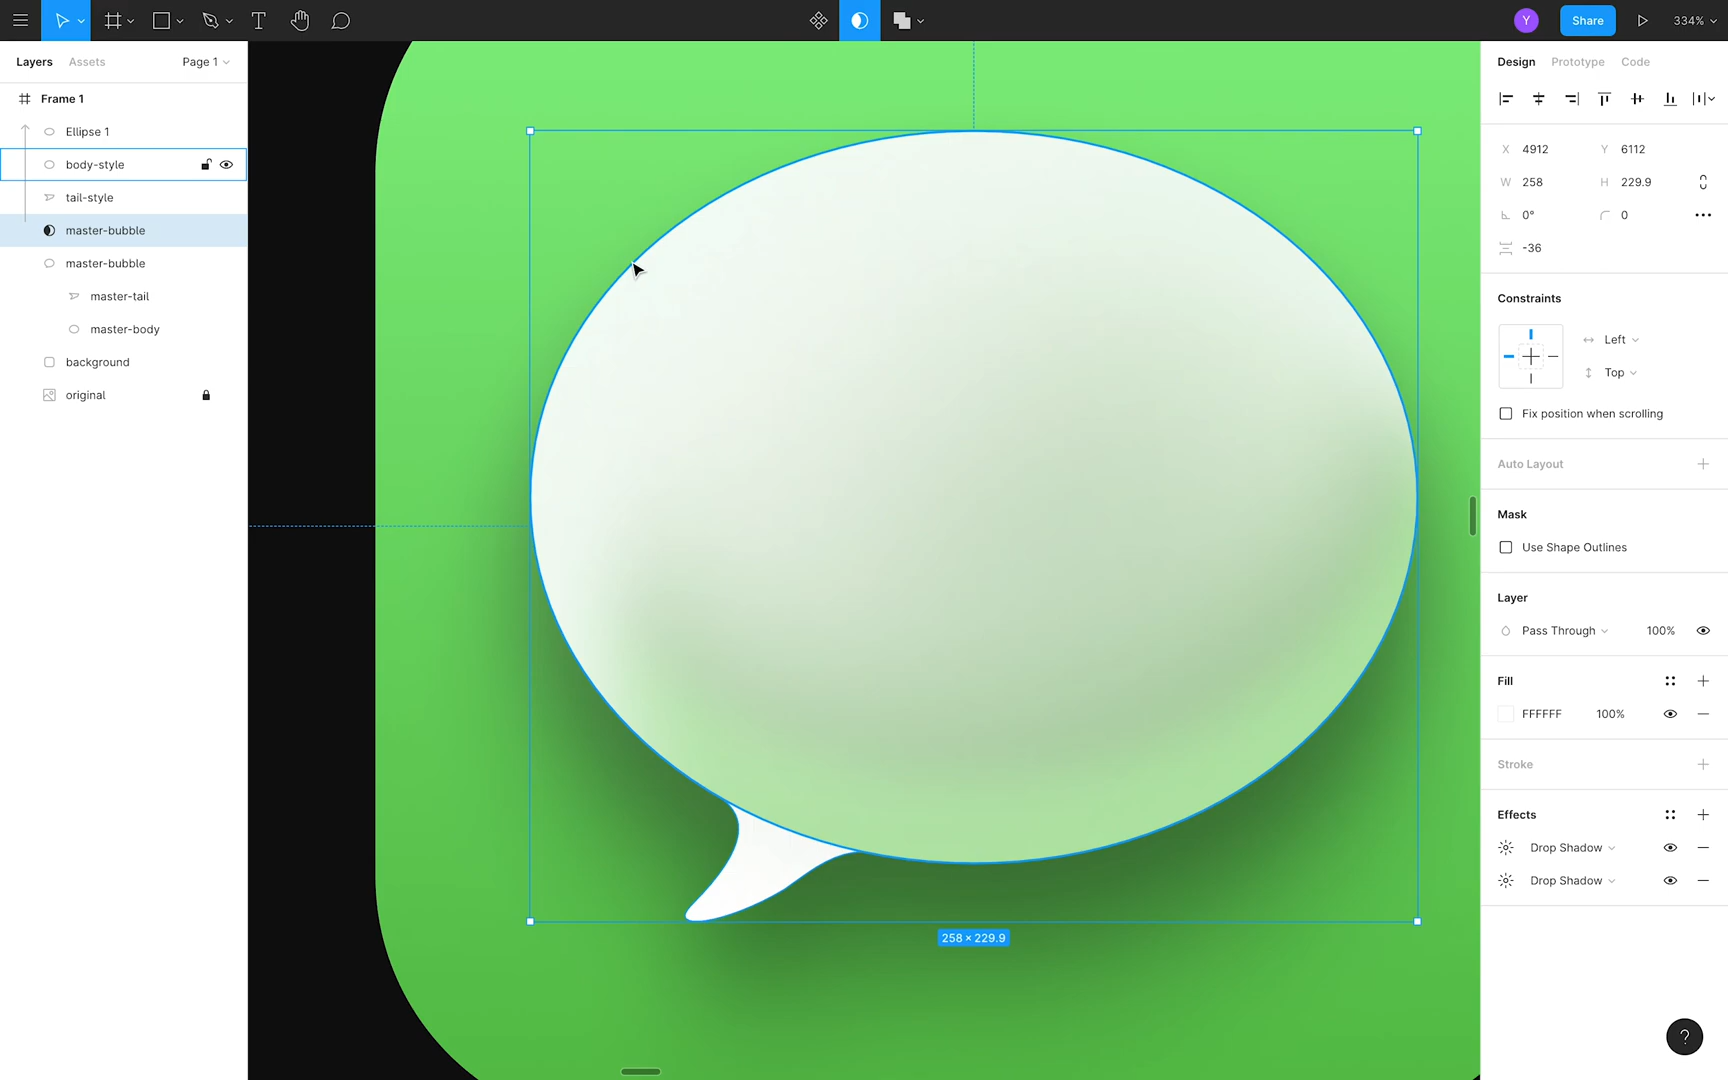 Y
Share
334%
Layers
Assets
Page 1
Frame 1
Ellipse 1
body-style
tail-style
master-bubble
master-bubble
master-tail
master-body
background
original
258 × 229.9
Design
Prototype
Code
X 4912
Y 6112
W 258
H 229.9
0°
0
-36
Constraints
Left
Top
Fix position when scrolling
Auto Layout
Mask
Use Shape Outlines
Layer
Pass Through
100%
Fill
FFFFFF
100%
Stroke
Effects
Drop Shadow
Drop Shadow
?